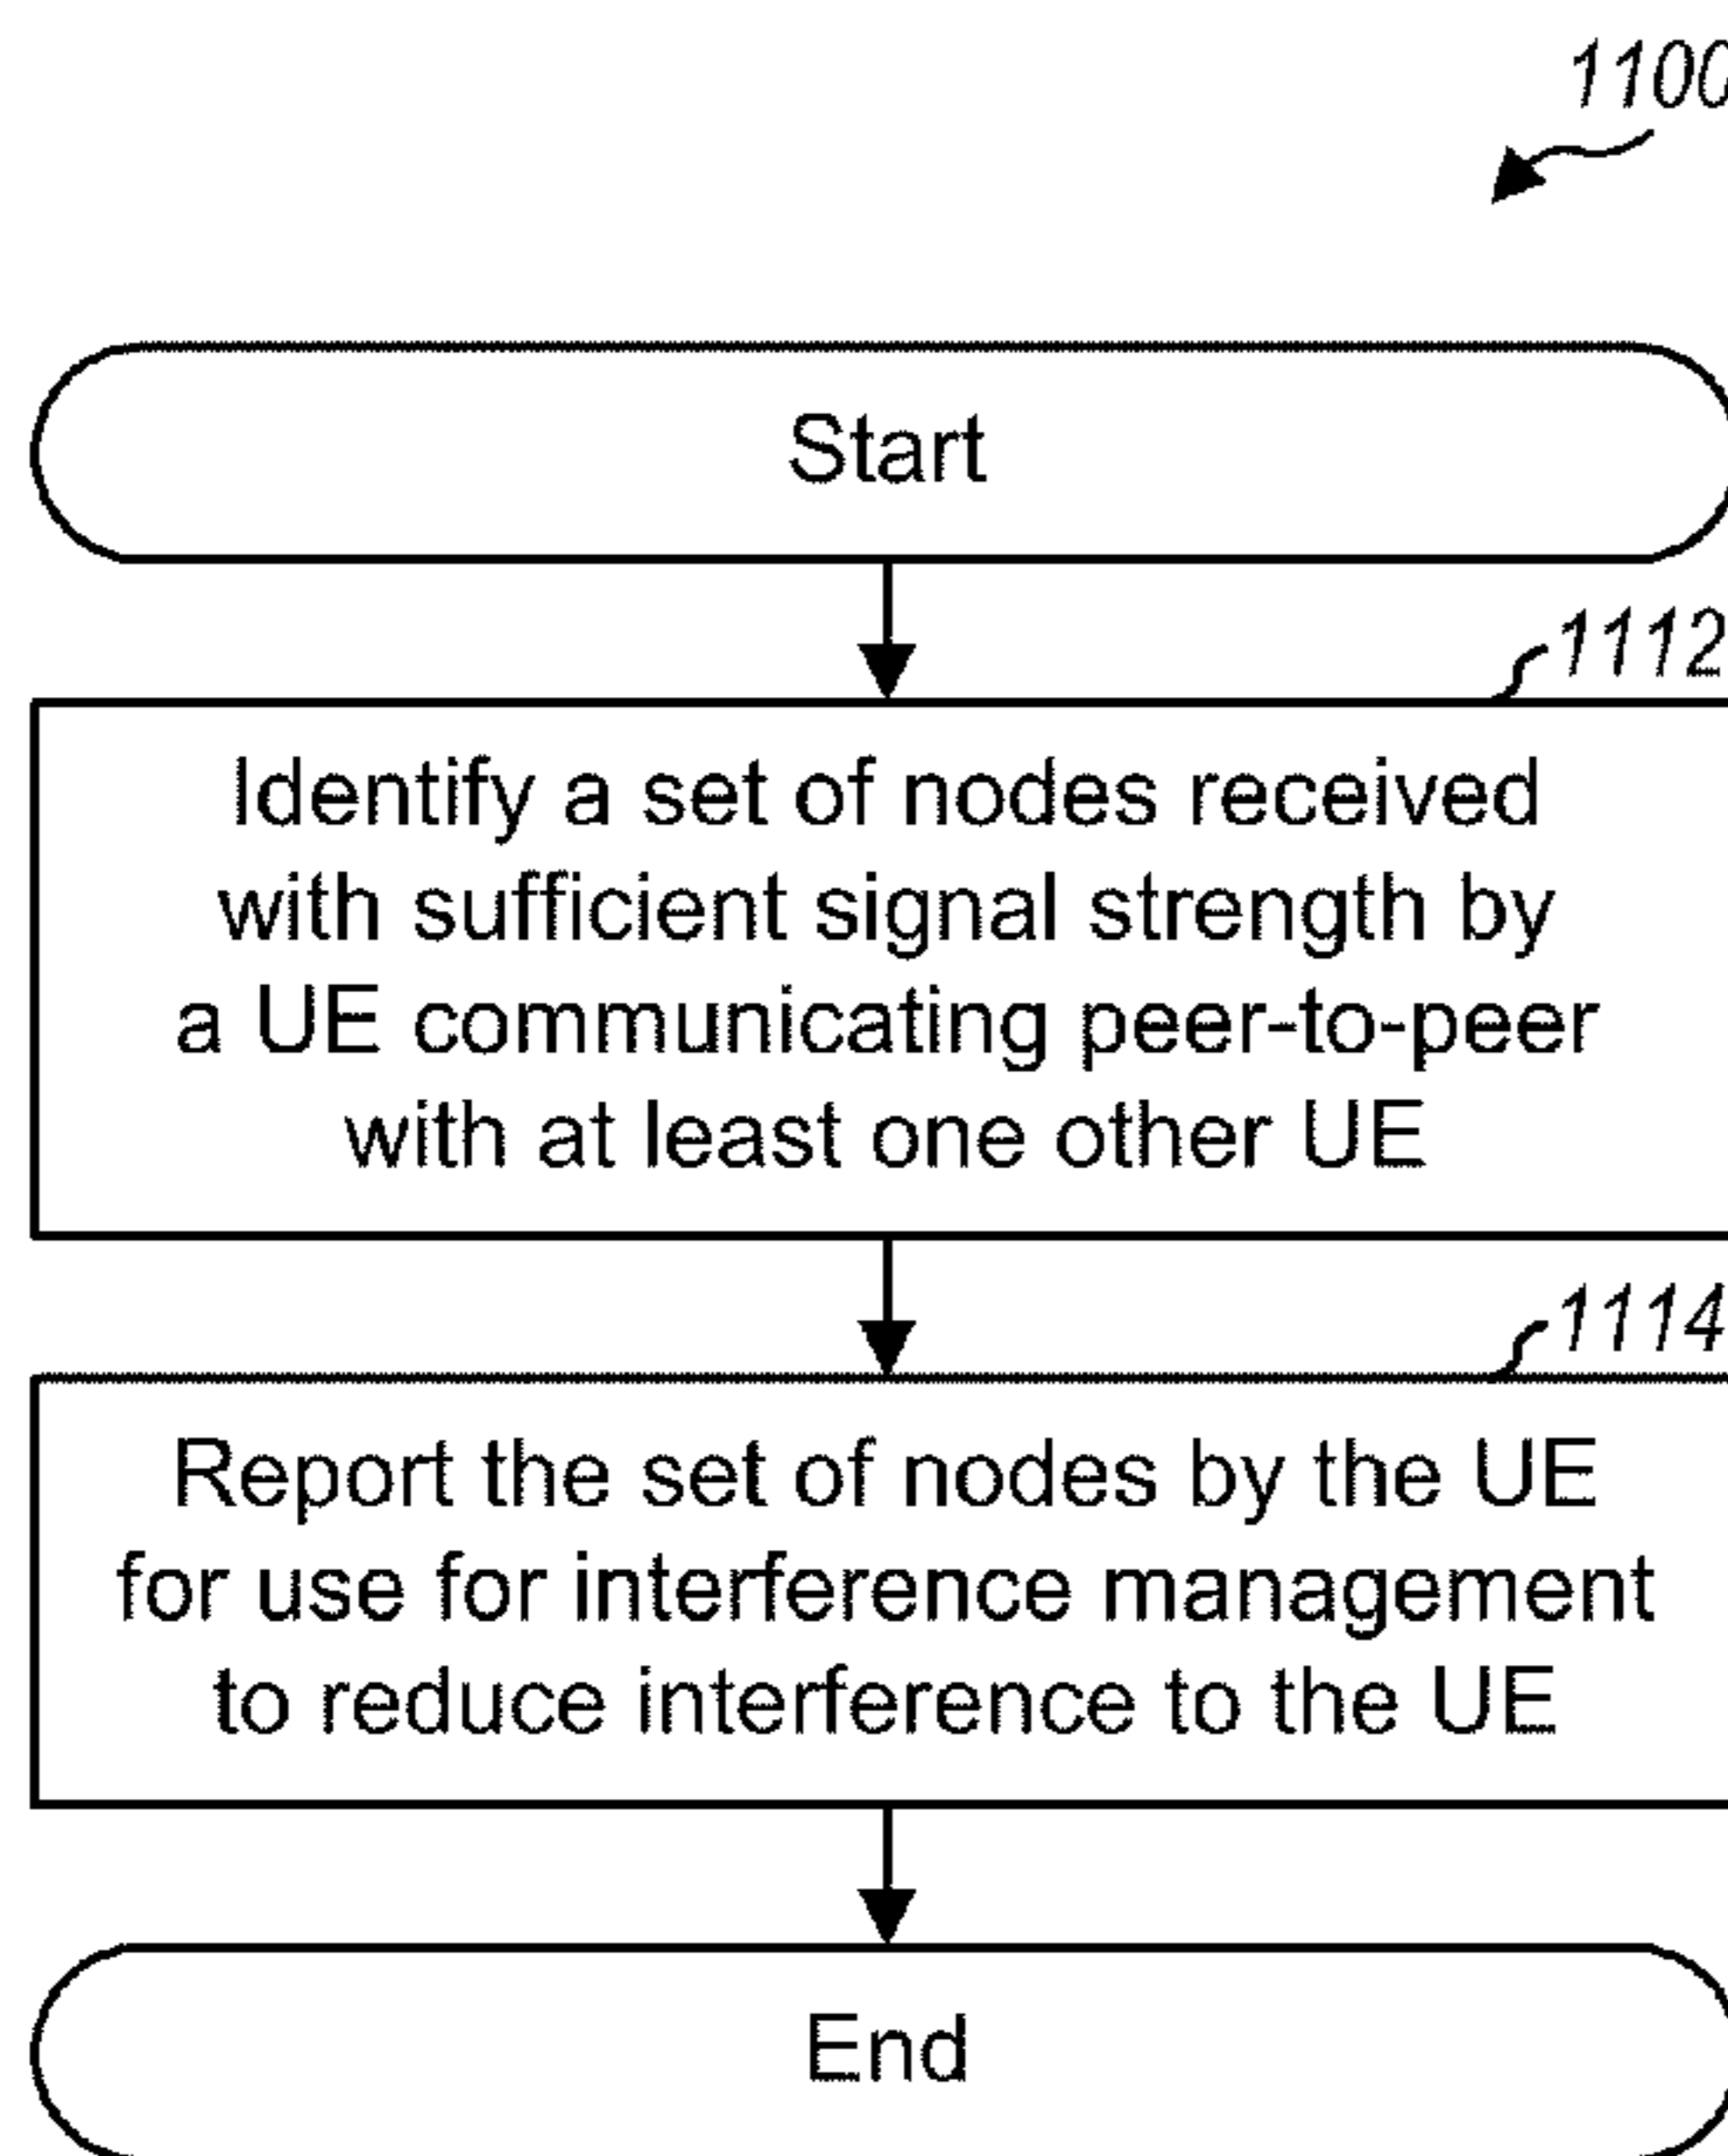 1100
Start
1112
Identify a set of nodes received
with sufficient signal strength by
a UE communicating peer-to-peer
with at least one other UE
1114
Report the set of nodes by the UE
for use for interference management
to reduce interference to the UE
End